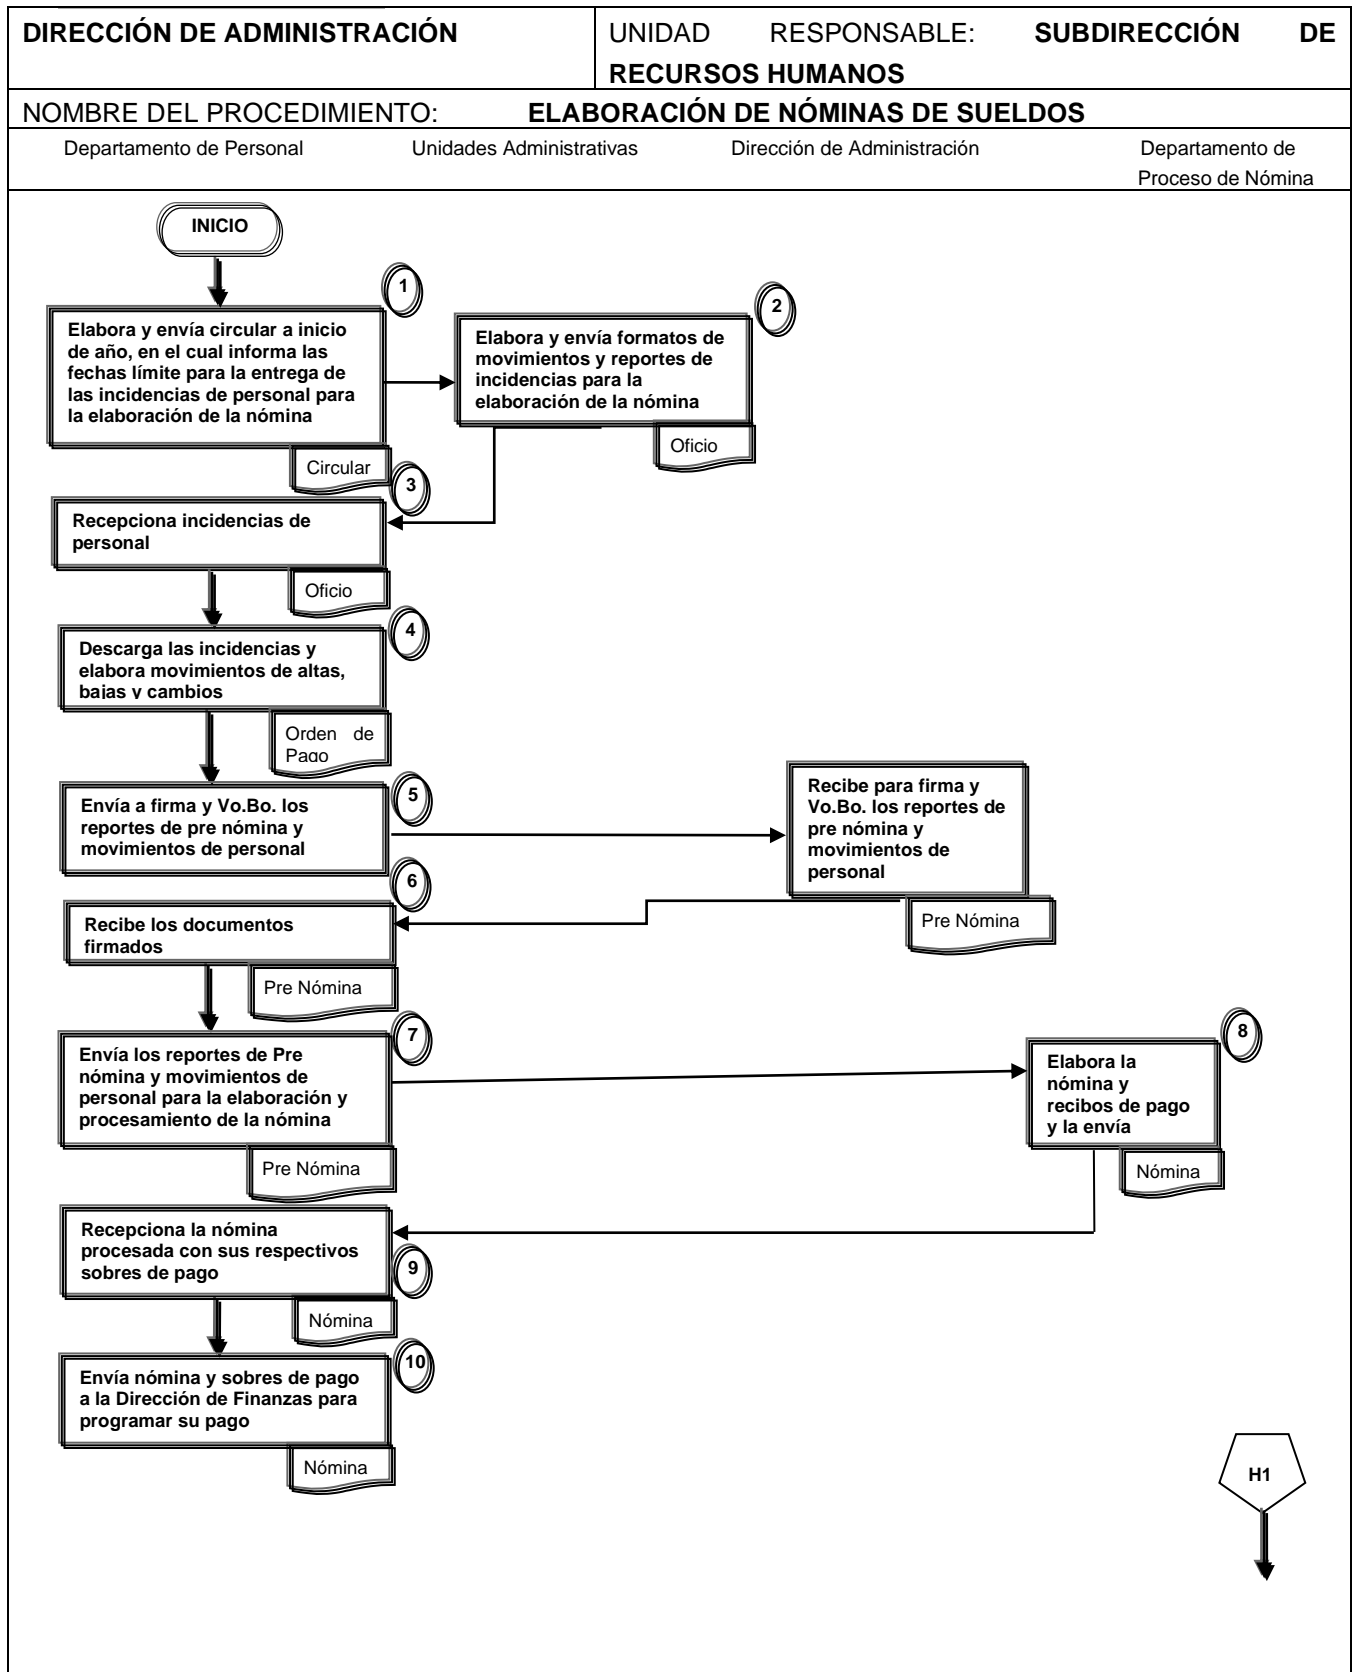 DIRECCIÓN DE ADMINISTRACIÓN
UNIDAD RESPONSABLE: SUBDIRECCIÓN DE
RECURSOS HUMANOS
NOMBRE DEL PROCEDIMIENTO: ELABORACIÓN DE NÓMINAS DE SUELDOS
Departamento de Personal
Unidades Administrativas
Dirección de Administración
Departamento de
Proceso de Nómina
INICIO
1
Elabora y envía circular a inicio
de año, en el cual informa las
fechas límite para la entrega de
las incidencias de personal para
la elaboración de la nómina
Circular
2
Elabora y envía formatos de
movimientos y reportes de
incidencias para la
elaboración de la nómina
Oficio
3
Recepciona incidencias de
personal
Oficio
4
Descarga las incidencias y
elabora movimientos de altas,
bajas y cambios
Orden de
Pago
5
Envía a firma y Vo.Bo. los
reportes de pre nómina y
movimientos de personal
Recibe para firma y
Vo.Bo. los reportes de
pre nómina y
movimientos de
personal
Pre Nómina
6
Recibe los documentos
firmados
Pre Nómina
7
Envía los reportes de Pre
nómina y movimientos de
personal para la elaboración y
procesamiento de la nómina
Pre Nómina
8
Elabora la
nómina y
recibos de pago
y la envía
Nómina
Recepciona la nómina
procesada con sus respectivos
sobres de pago
9
Nómina
10
Envía nómina y sobres de pago
a la Dirección de Finanzas para
programar su pago
Nómina
H1